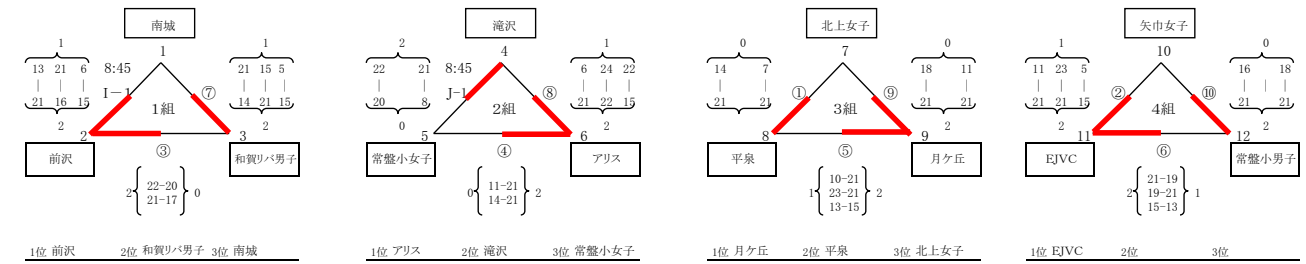 南城
1
1
1
13 21 6
| | |
21 16 15
2
8:45
I-1
1組
⑦
21 15 5
| | |
14 21 15
2
2
3
前沢
③
和賀リバ男子
2 { 22-20 21-17 } 0
1位 前沢 2位 和賀リバ男子 3位 南城
滝沢
2
4
1
22 21
| |
20 8
0
8:45
J-1
2組
⑧
6 24 22
| | |
21 22 15
2
5
6
常盤小女子
④
アリス
0 { 11-21 14-21 } 2
1位 アリス 2位 滝沢 3位 常盤小女子
北上女子
0
7
0
14 7
| |
21 21
2
①
3組
⑨
18 11
| |
21 21
2
8
9
平泉
⑤
月ケ丘
1 { 10-21 23-21 13-15 } 2
1位 月ケ丘 2位 平泉 3位 北上女子
矢巾女子
1
10
0
11 23 5
| | |
21 21 15
2
②
4組
⑩
16 18
| |
21 21
2
11
12
EJVC
⑥
常盤小男子
2 { 21-19 19-21 15-13 } 1
1位 EJVC 2位 3位